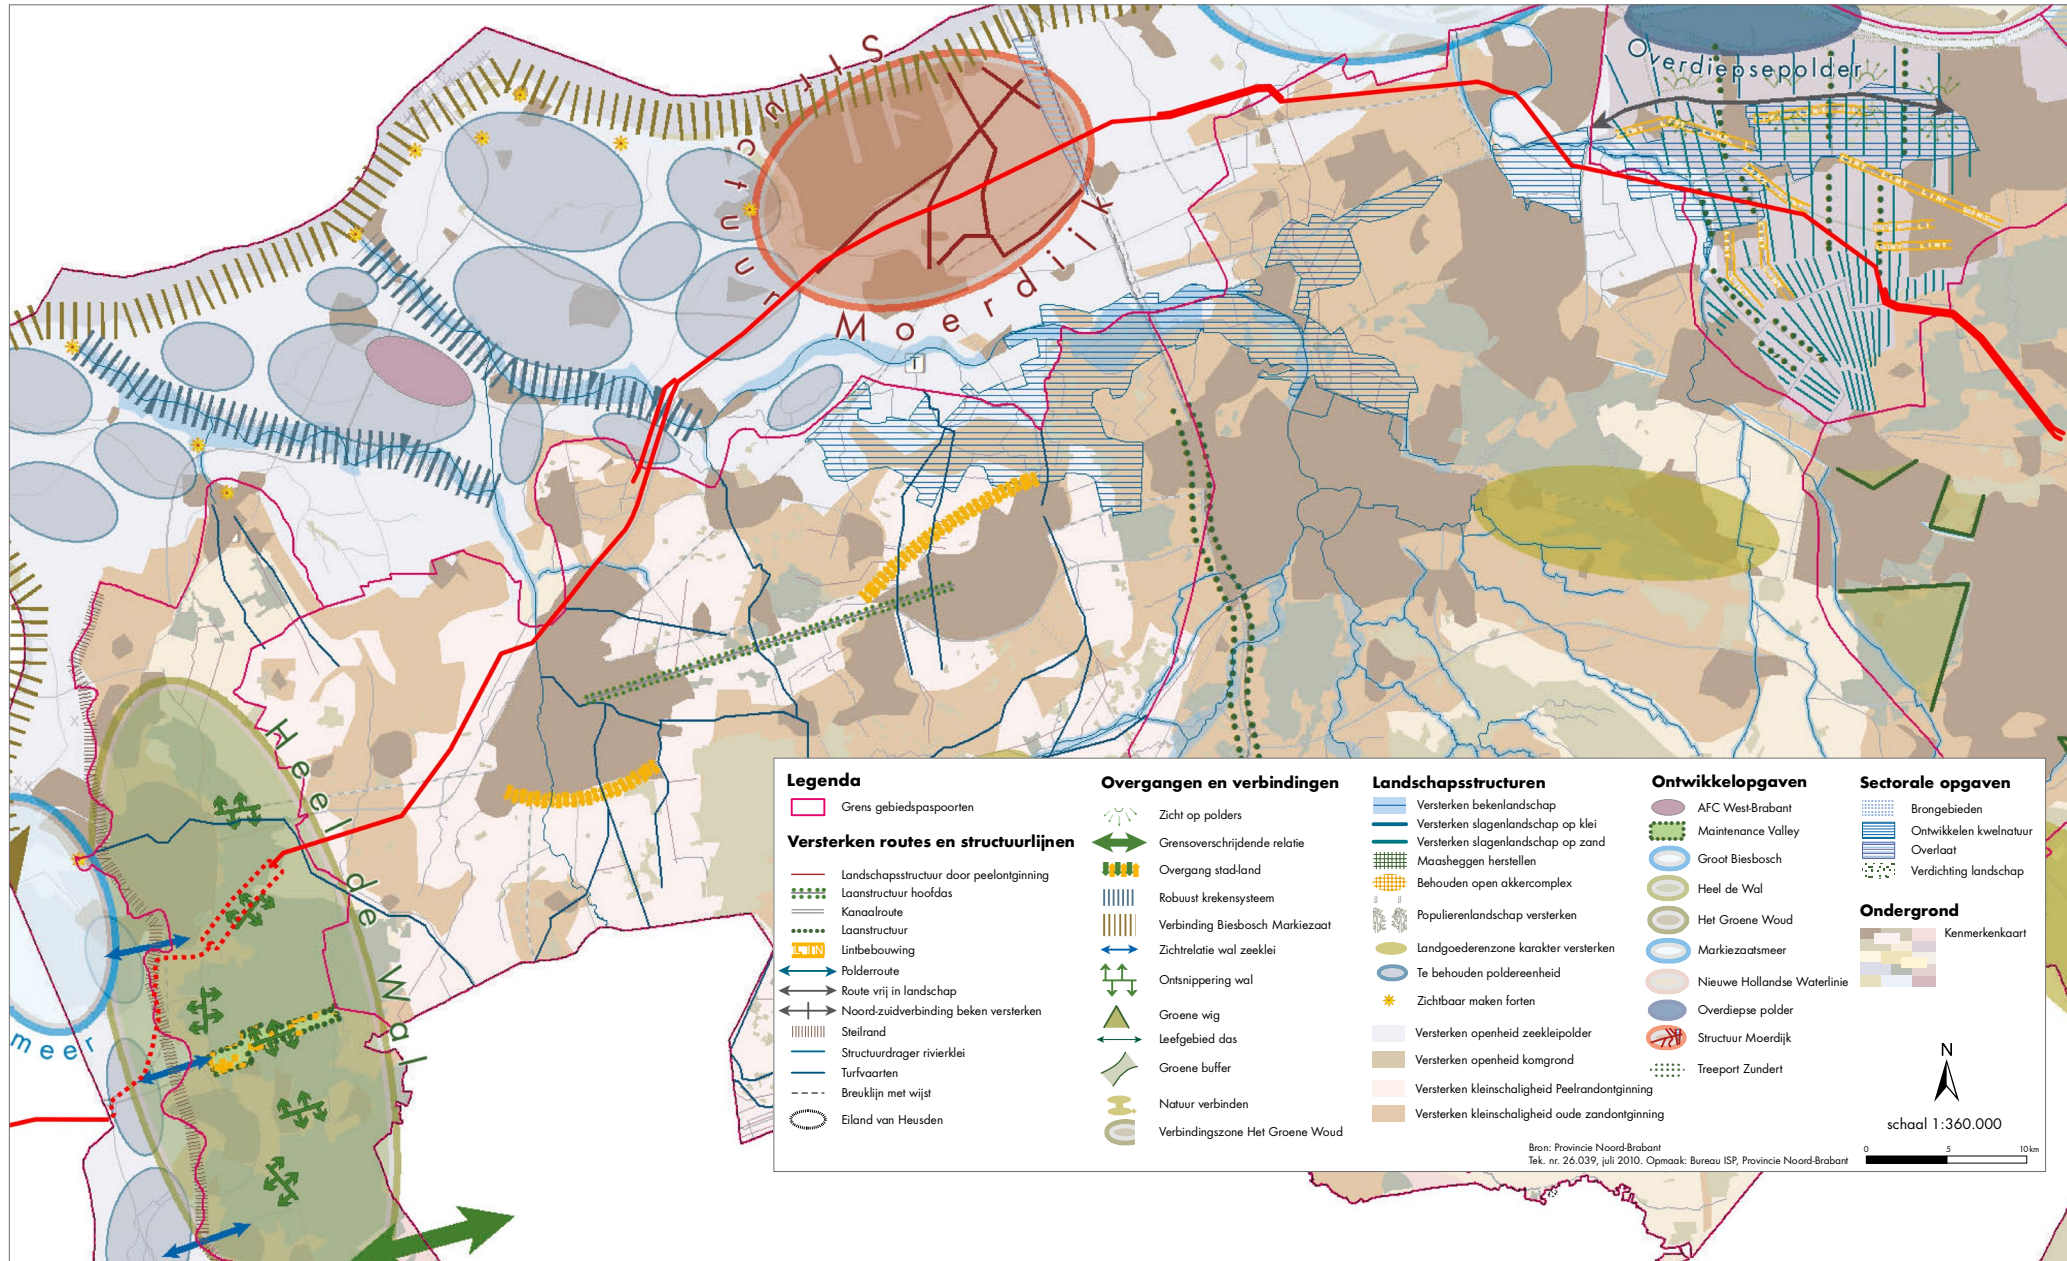 Structuur
Moerdijk
Overdiepsepolder
T
Heel de Wal
meer
LINT
LINT
LINT
Legenda
Grens gebiedspaspoorten
Versterken routes en structuurlijnen
Landschapsstructuur door peelontginning
Laanstructuur hoofdas
Kanaalroute
Laanstructuur
Lintbebouwing
Polderroute
Route vrij in landschap
Noord-zuidverbinding beken versterken
Steilrand
Structuurdrager rivierklei
Turfvaarten
Breuklijn met wijst
Eiland van Heusden
Overgangen en verbindingen
Zicht op polders
Grensoverschrijdende relatie
Overgang stad-land
Robuust krekensysteem
Verbinding Biesbosch Markiezaat
Zichtrelatie wal zeeklei
Ontsnippering wal
Groene wig
Leefgebied das
Groene buffer
Natuur verbinden
Verbindingszone Het Groene Woud
Landschapsstructuren
Versterken bekenlandschap
Versterken slagenlandschap op klei
Versterken slagenlandschap op zand
Maasheggen herstellen
Behouden open akkercomplex
Populierenlandschap versterken
Landgoederenzone karakter versterken
Te behouden poldereenheid
Zichtbaar maken forten
Versterken openheid zeekleipolder
Versterken openheid komgrond
Versterken kleinschaligheid Peelrandontginning
Versterken kleinschaligheid oude zandontginning
Ontwikkelopgaven
AFC West-Brabant
Maintenance Valley
Groot Biesbosch
Heel de Wal
Het Groene Woud
Markiezaatsmeer
Nieuwe Hollandse Waterlinie
Overdiepse polder
Structuur Moerdijk
Treeport Zundert
Sectorale opgaven
Brongebieden
Ontwikkelen kwelnatuur
Overlaat
Verdichting landschap
Ondergrond
Kenmerkenkaart
N
schaal 1:360.000
0 5 10 km
Bron: Provincie Noord-Brabant
Tek. nr. 26.039, juli 2010. Opmaak: Bureau ISP, Provincie Noord-Brabant